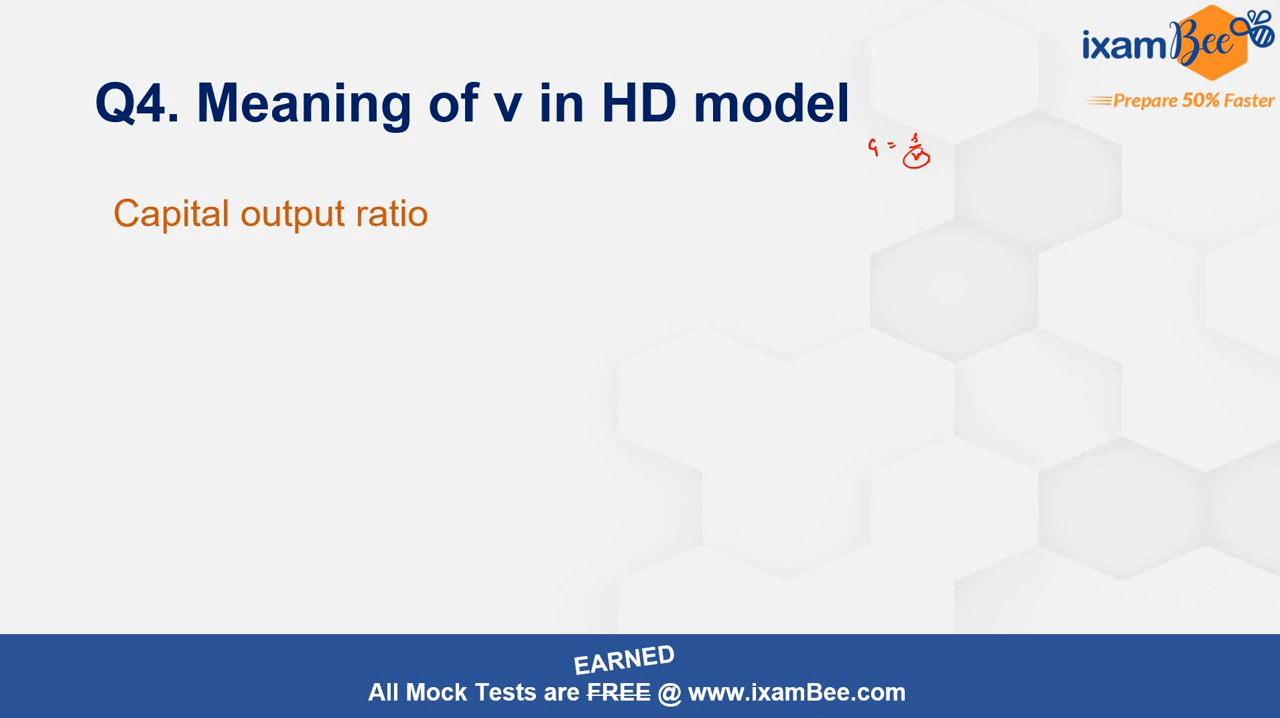 ixamBee
Prepare 50% Faster
Q4. Meaning of v in HD model
G = s/v
Capital output ratio
EARNED
All Mock Tests are FREE @ www.ixamBee.com